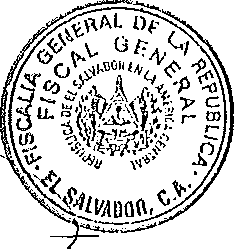 FISCALIA GENERAL DE LA REPUBLICA
FISCAL GENERAL
REPUBLICA DE EL SALVADOR EN LA AMERICA CENTRAL
EL SALVADOR, C.A.